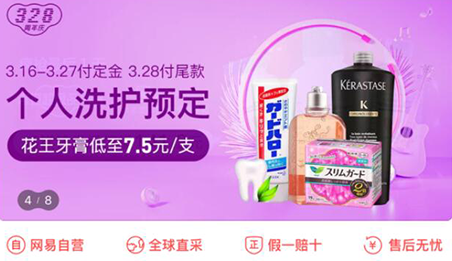 328
周年庆
3.16-3.27付定金 3.28付尾款
个人洗护预定
花王牙膏低至7.5元/支
ガードハロー
KÉRASTASE
K
スリムガード
4 / 8
自 网易自营
全球直采
正 假一赔十
售后无忧